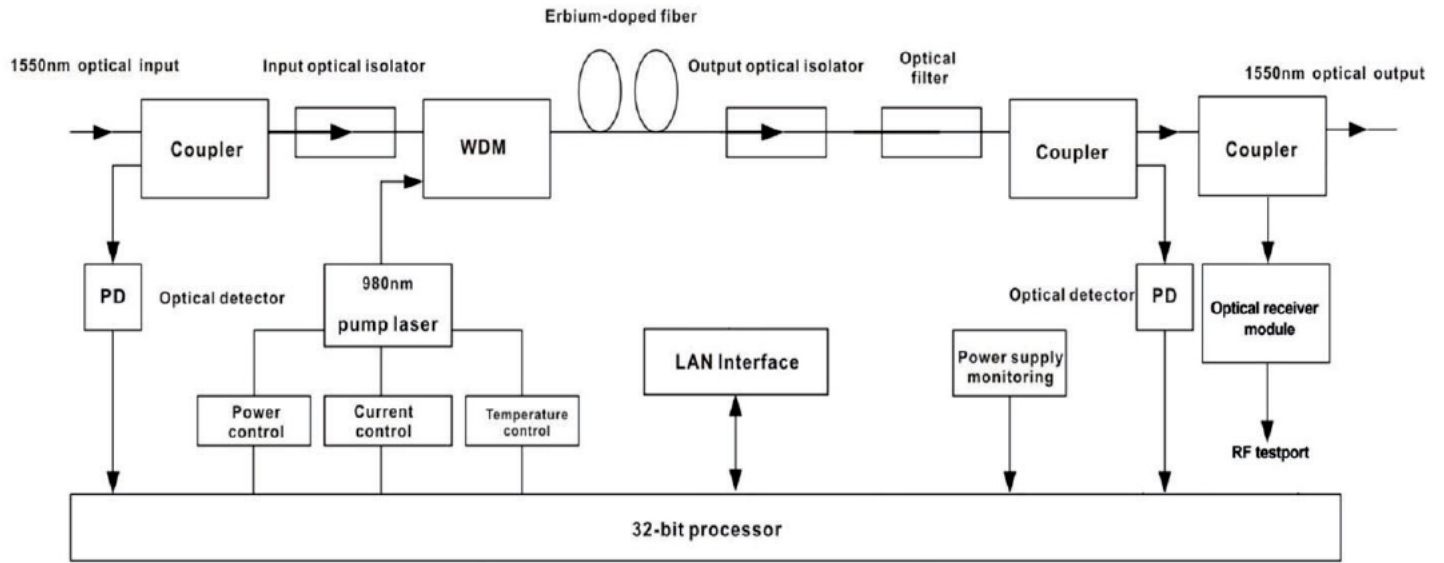 Erbium-doped fiber
1550nm optical input
Input optical isolator
Output optical isolator
Optical
filter
1550nm optical output
Coupler
WDM
Coupler
Coupler
PD
Optical detector
980nm
pump laser
LAN Interface
Power supply
monitoring
Optical detector
PD
Optical receiver
module
Power
control
Current
control
Temperature
control
RF testport
32-bit processor